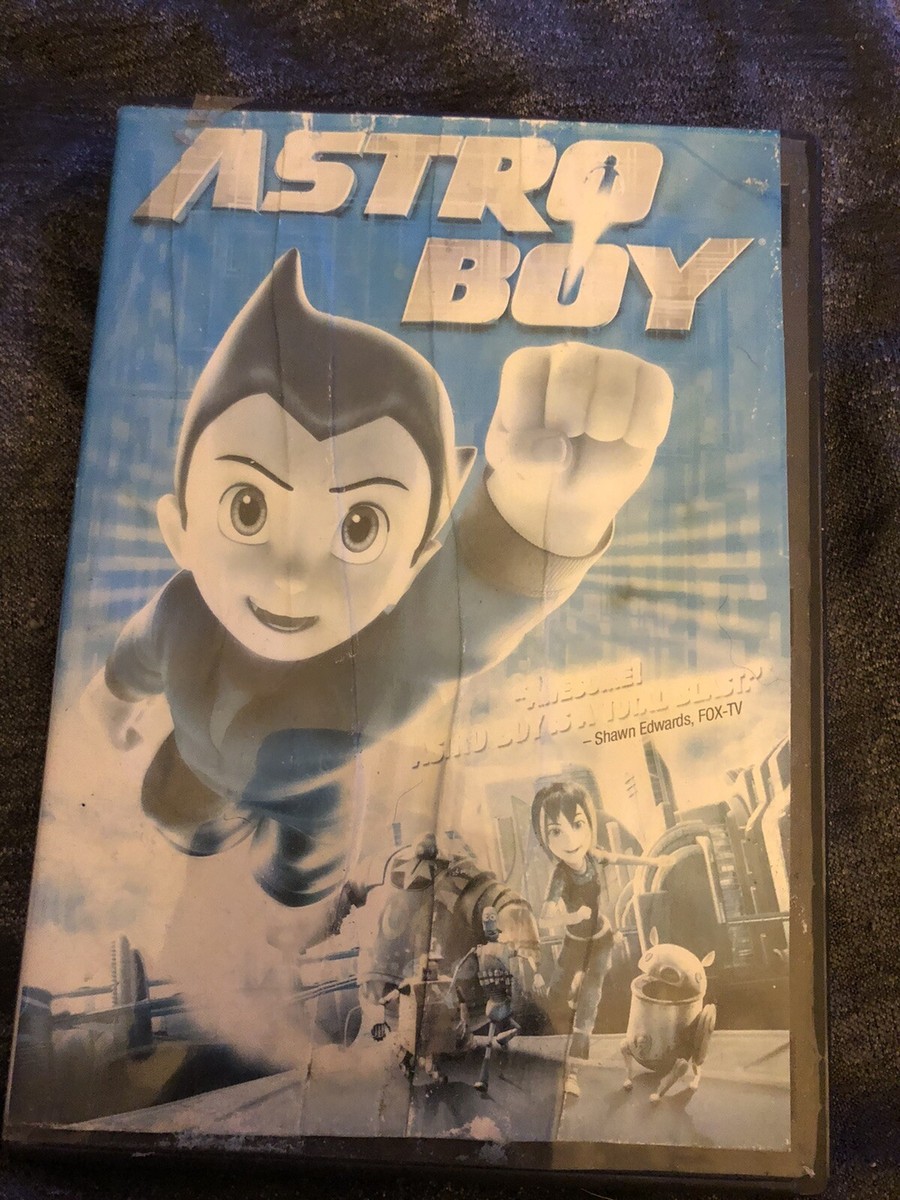 ASTRO
BOY
"AWESOME!
ASTRO BOY IS A TOTAL BLAST."
– Shawn Edwards, FOX-TV